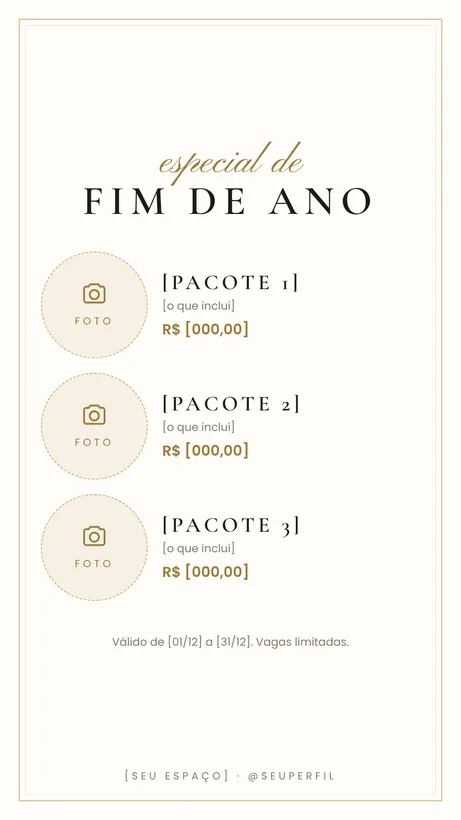 especial de
FIM DE ANO
FOTO
[PACOTE 1]
[o que inclui]
R$ [000,00]
FOTO
[PACOTE 2]
[o que inclui]
R$ [000,00]
FOTO
[PACOTE 3]
[o que inclui]
R$ [000,00]
Válido de [01/12] a [31/12]. Vagas limitadas.
[SEU ESPAÇO] · @SEUPERFIL